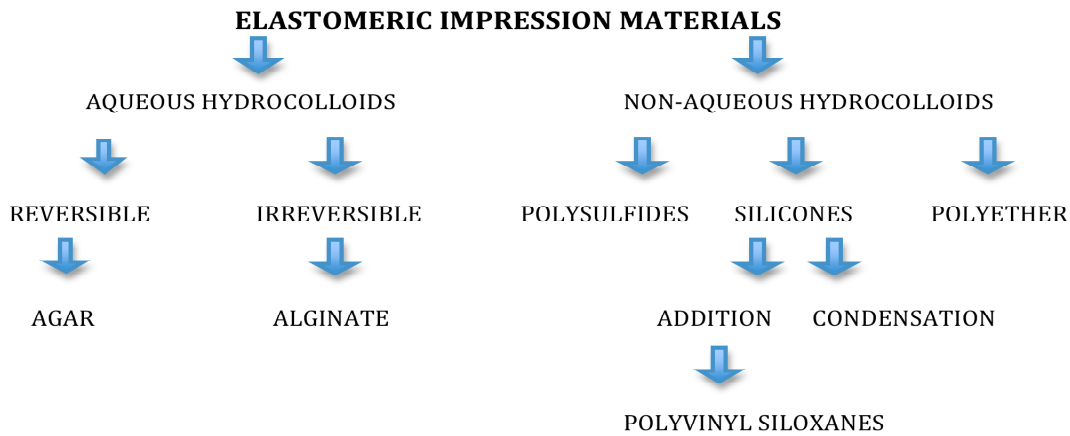 ELASTOMERIC IMPRESSION MATERIALS
AQUEOUS HYDROCOLLOIDS
NON-AQUEOUS HYDROCOLLOIDS
REVERSIBLE
IRREVERSIBLE
POLYSULFIDES
SILICONES
POLYETHER
AGAR
ALGINATE
ADDITION
CONDENSATION
POLYVINYL SILOXANES